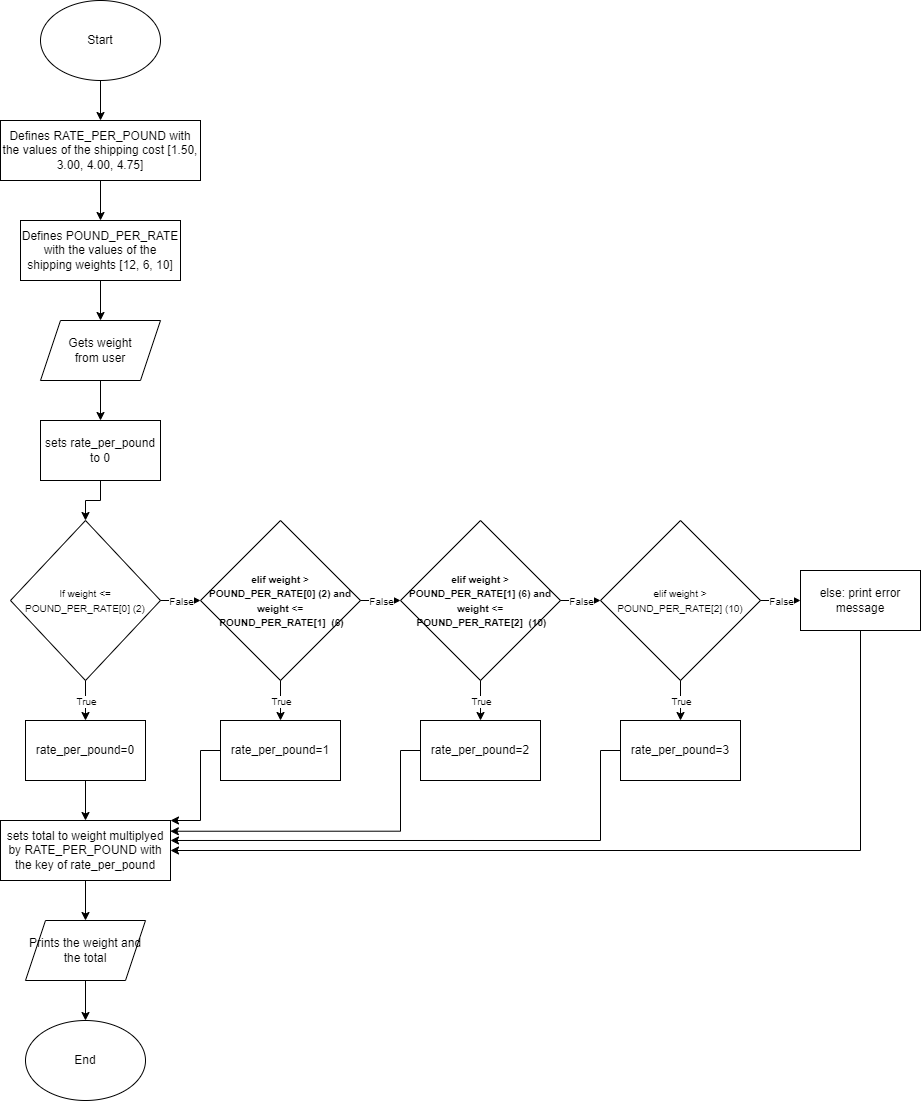 Start
Defines RATE_PER_POUND with
the values of the shipping cost [1.50,
3.00, 4.00, 4.75]
Defines POUND_PER_RATE
with the values of the
shipping weights [12, 6, 10]
Gets weight
from user
sets rate_per_pound
to 0
If weight <=
POUND_PER_RATE[0] (2)
False
elif weight >
POUND_PER_RATE[0] (2) and
weight <=
POUND_PER_RATE[1] (6)
False
elif weight >
POUND_PER_RATE[1] (6) and
weight <=
POUND_PER_RATE[2] (10)
False
elif weight >
POUND_PER_RATE[2] (10)
False
else: print error
message
True
True
True
True
rate_per_pound=0
rate_per_pound=1
rate_per_pound=2
rate_per_pound=3
sets total to weight multiplyed
by RATE_PER_POUND with
the key of rate_per_pound
Prints the weight and
the total
End